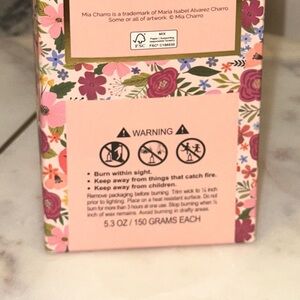 Mia Charro is a trademark of Maria Isabel Alvarez Charro.
Some or all of artwork. © Mia Charro
MIX
FSC
WARNING
• Burn within sight.
• Keep away from things that catch fire.
• Keep away from children.
Remove packaging before burning. Trim wick to ¼ inch
prior to lighting. Place on a heat resistant surface. Do not
burn for more than 3 hours at one use. Stop burning when ½
inch of wax remains. Avoid burning in drafty areas.
5.3 OZ / 150 GRAMS EACH